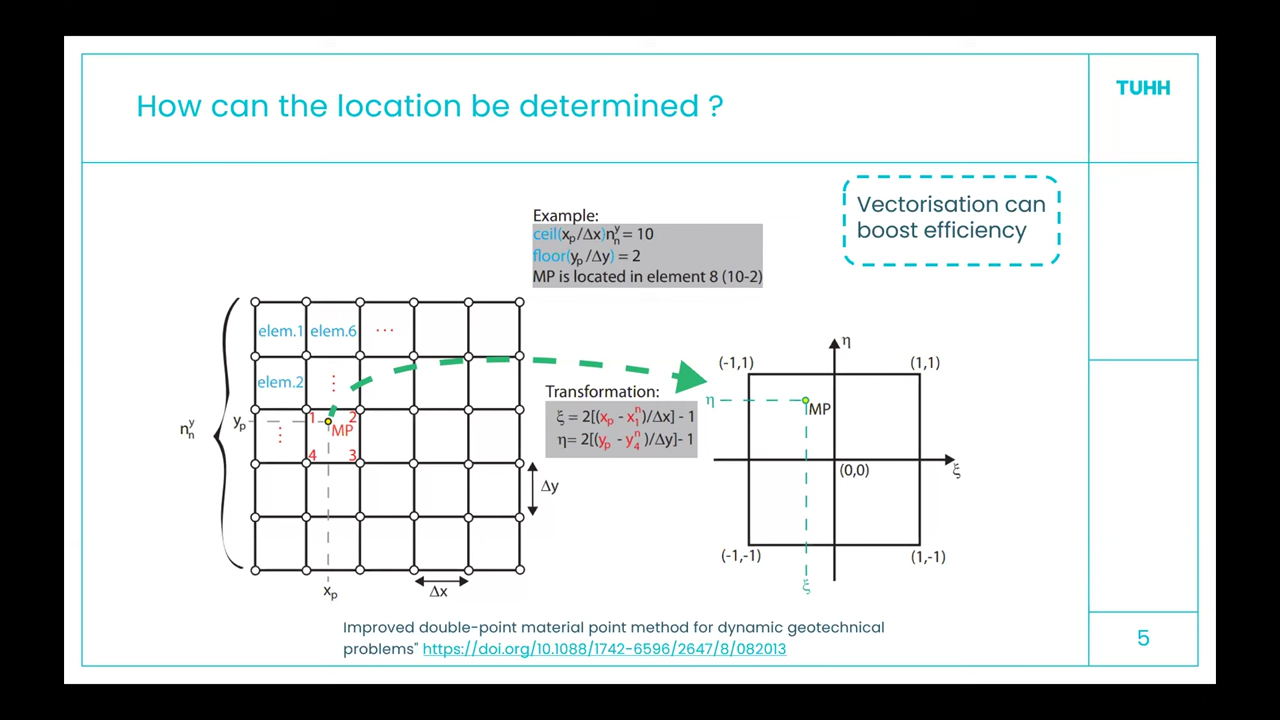 How can the location be determined ?
TUHH
Vectorisation can
boost efficiency
Example:
ceil(xₚ/Δx)nₙʸ = 10
floor(yₚ/Δy) = 2
MP is located in element 8 (10-2)
elem.1 elem.6 ...
elem.2 ⋮
1 2
yₚ MP
nₙʸ ⋮
4 3
Δy
xₚ Δx
Transformation:
ξ = 2[(xₚ - x₁ⁿ)/Δx] - 1
η= 2[(yₚ - y₄ⁿ)/Δy]- 1
η
(-1,1) (1,1)
η MP
(0,0) ξ
(-1,-1) (1,-1)
ξ
Improved double-point material point method for dynamic geotechnical
problems" https://doi.org/10.1088/1742-6596/2647/8/082013
5